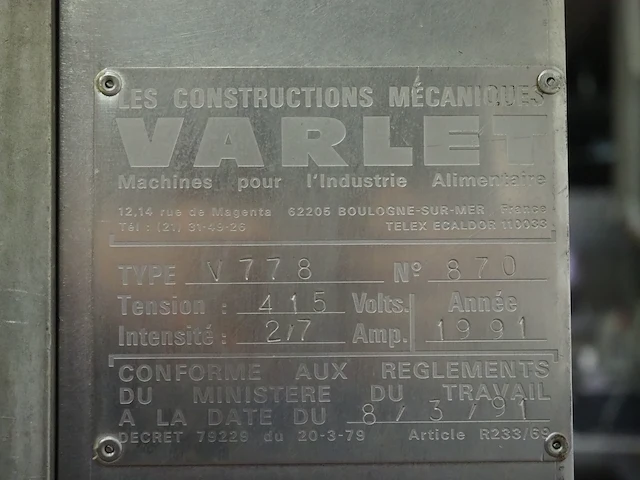 LES CONSTRUCTIONS MÉCANIQUES
VARLET
Machines pour l'Industrie Alimentaire
12,14 rue de Magenta 62205 BOULOGNE-SUR-MER France
Tél : (21) 31-49-26 TELEX ECALDOR 110033
TYPE V778 Nº 870
Tension : 415 Volts. Année
Intensité : 2/7 Amp. 1991
CONFORME AUX REGLEMENTS
DU MINISTERE DU TRAVAIL
A LA DATE DU 8/3/91
DECRET 79229 du 20-3-79 Article R233/69